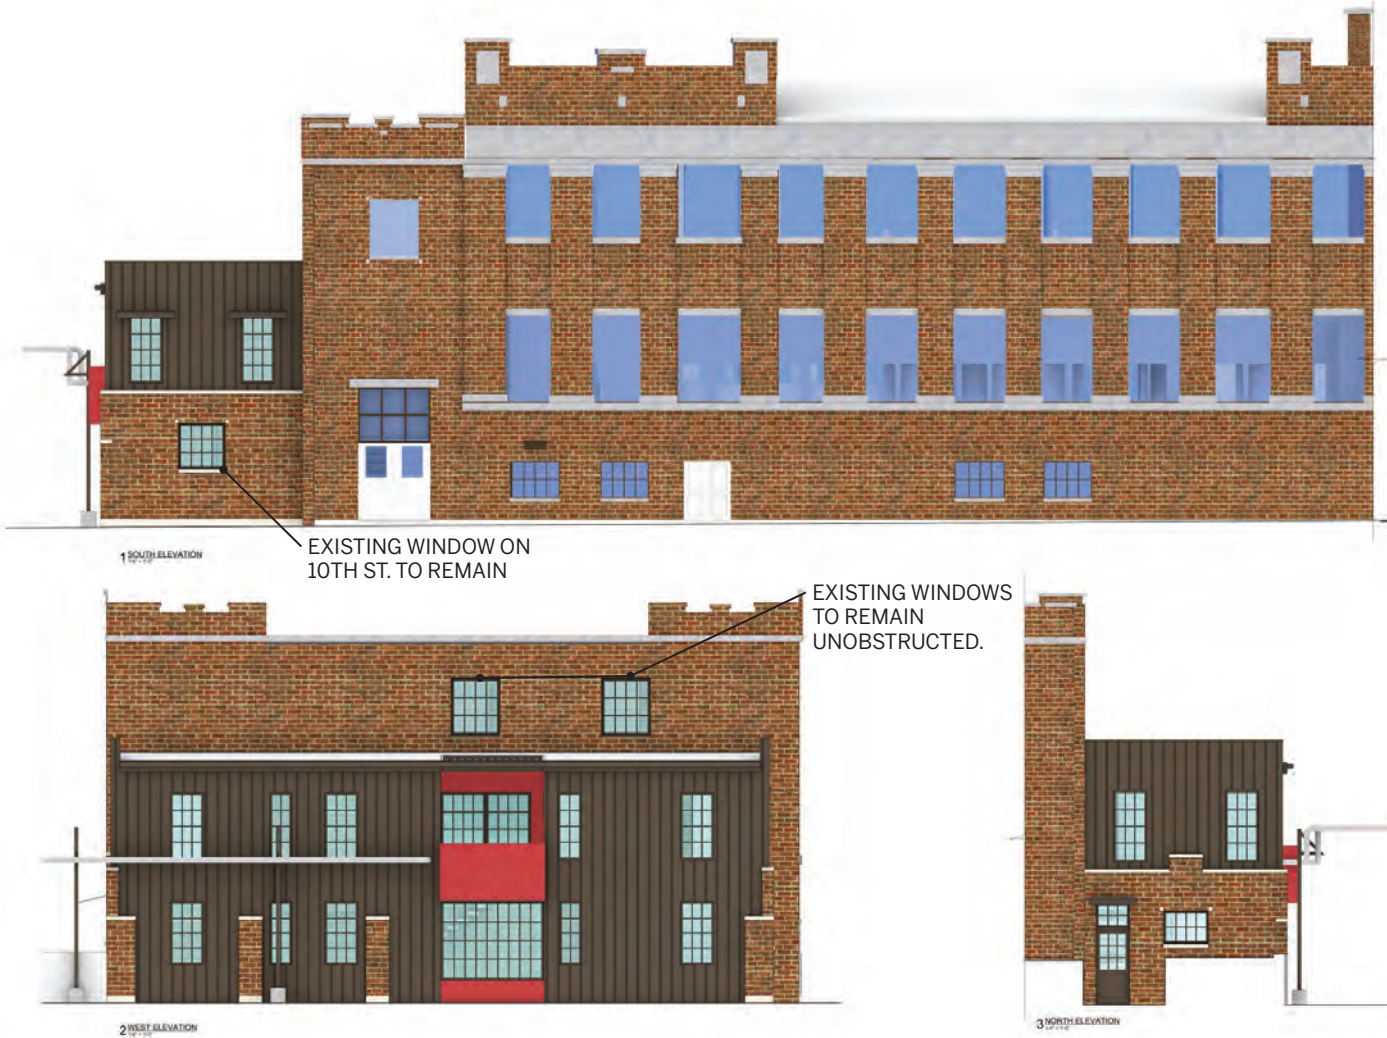 EXISTING WINDOW ON
10TH ST. TO REMAIN
1 SOUTH ELEVATION
EXISTING WINDOWS
TO REMAIN
UNOBSTRUCTED.
2 WEST ELEVATION
3 NORTH ELEVATION